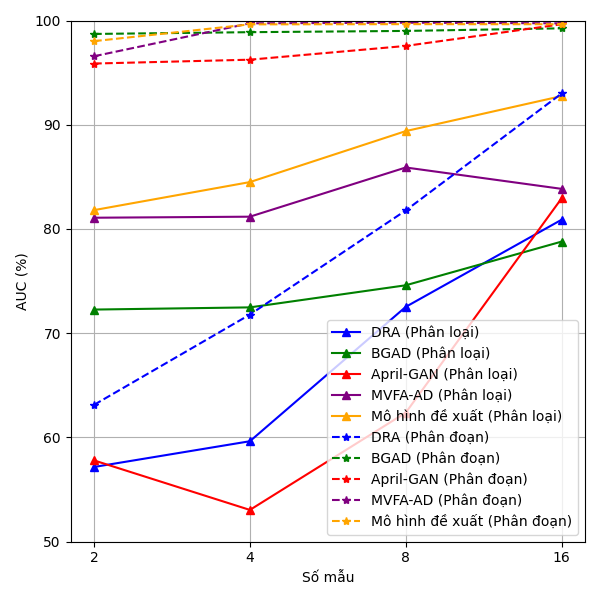 100
90
80
70
60
50
AUC (%)
DRA (Phân loại)
BGAD (Phân loại)
April-GAN (Phân loại)
MVFA-AD (Phân loại)
Mô hình đề xuất (Phân loại)
DRA (Phân đoạn)
BGAD (Phân đoạn)
April-GAN (Phân đoạn)
MVFA-AD (Phân đoạn)
Mô hình đề xuất (Phân đoạn)
2 4 8 16
Số mẫu